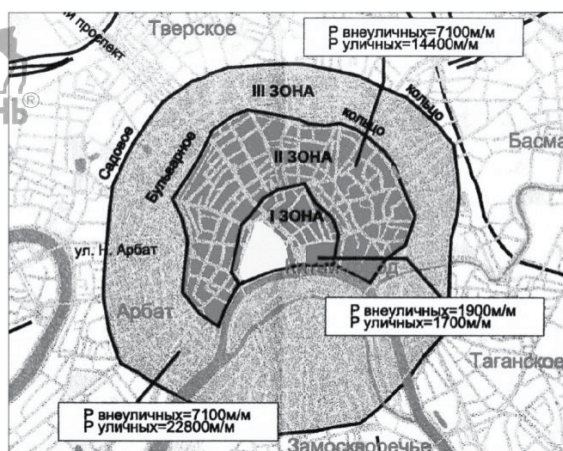 Р внеуличных=7100м/м
Р уличных=14400м/м
проспект
Тверское
НЬ®
III ЗОНА
кольцо
кольцо
Садовое
Бульварное
Басма
II ЗОНА
I ЗОНА
ул. Н. Арбат
Арбат
Р внеуличных=1900м/м
Р уличных=1700м/м
Таганское
Р внеуличных=7100м/м
Р уличных=22800м/м
Замоскворечье